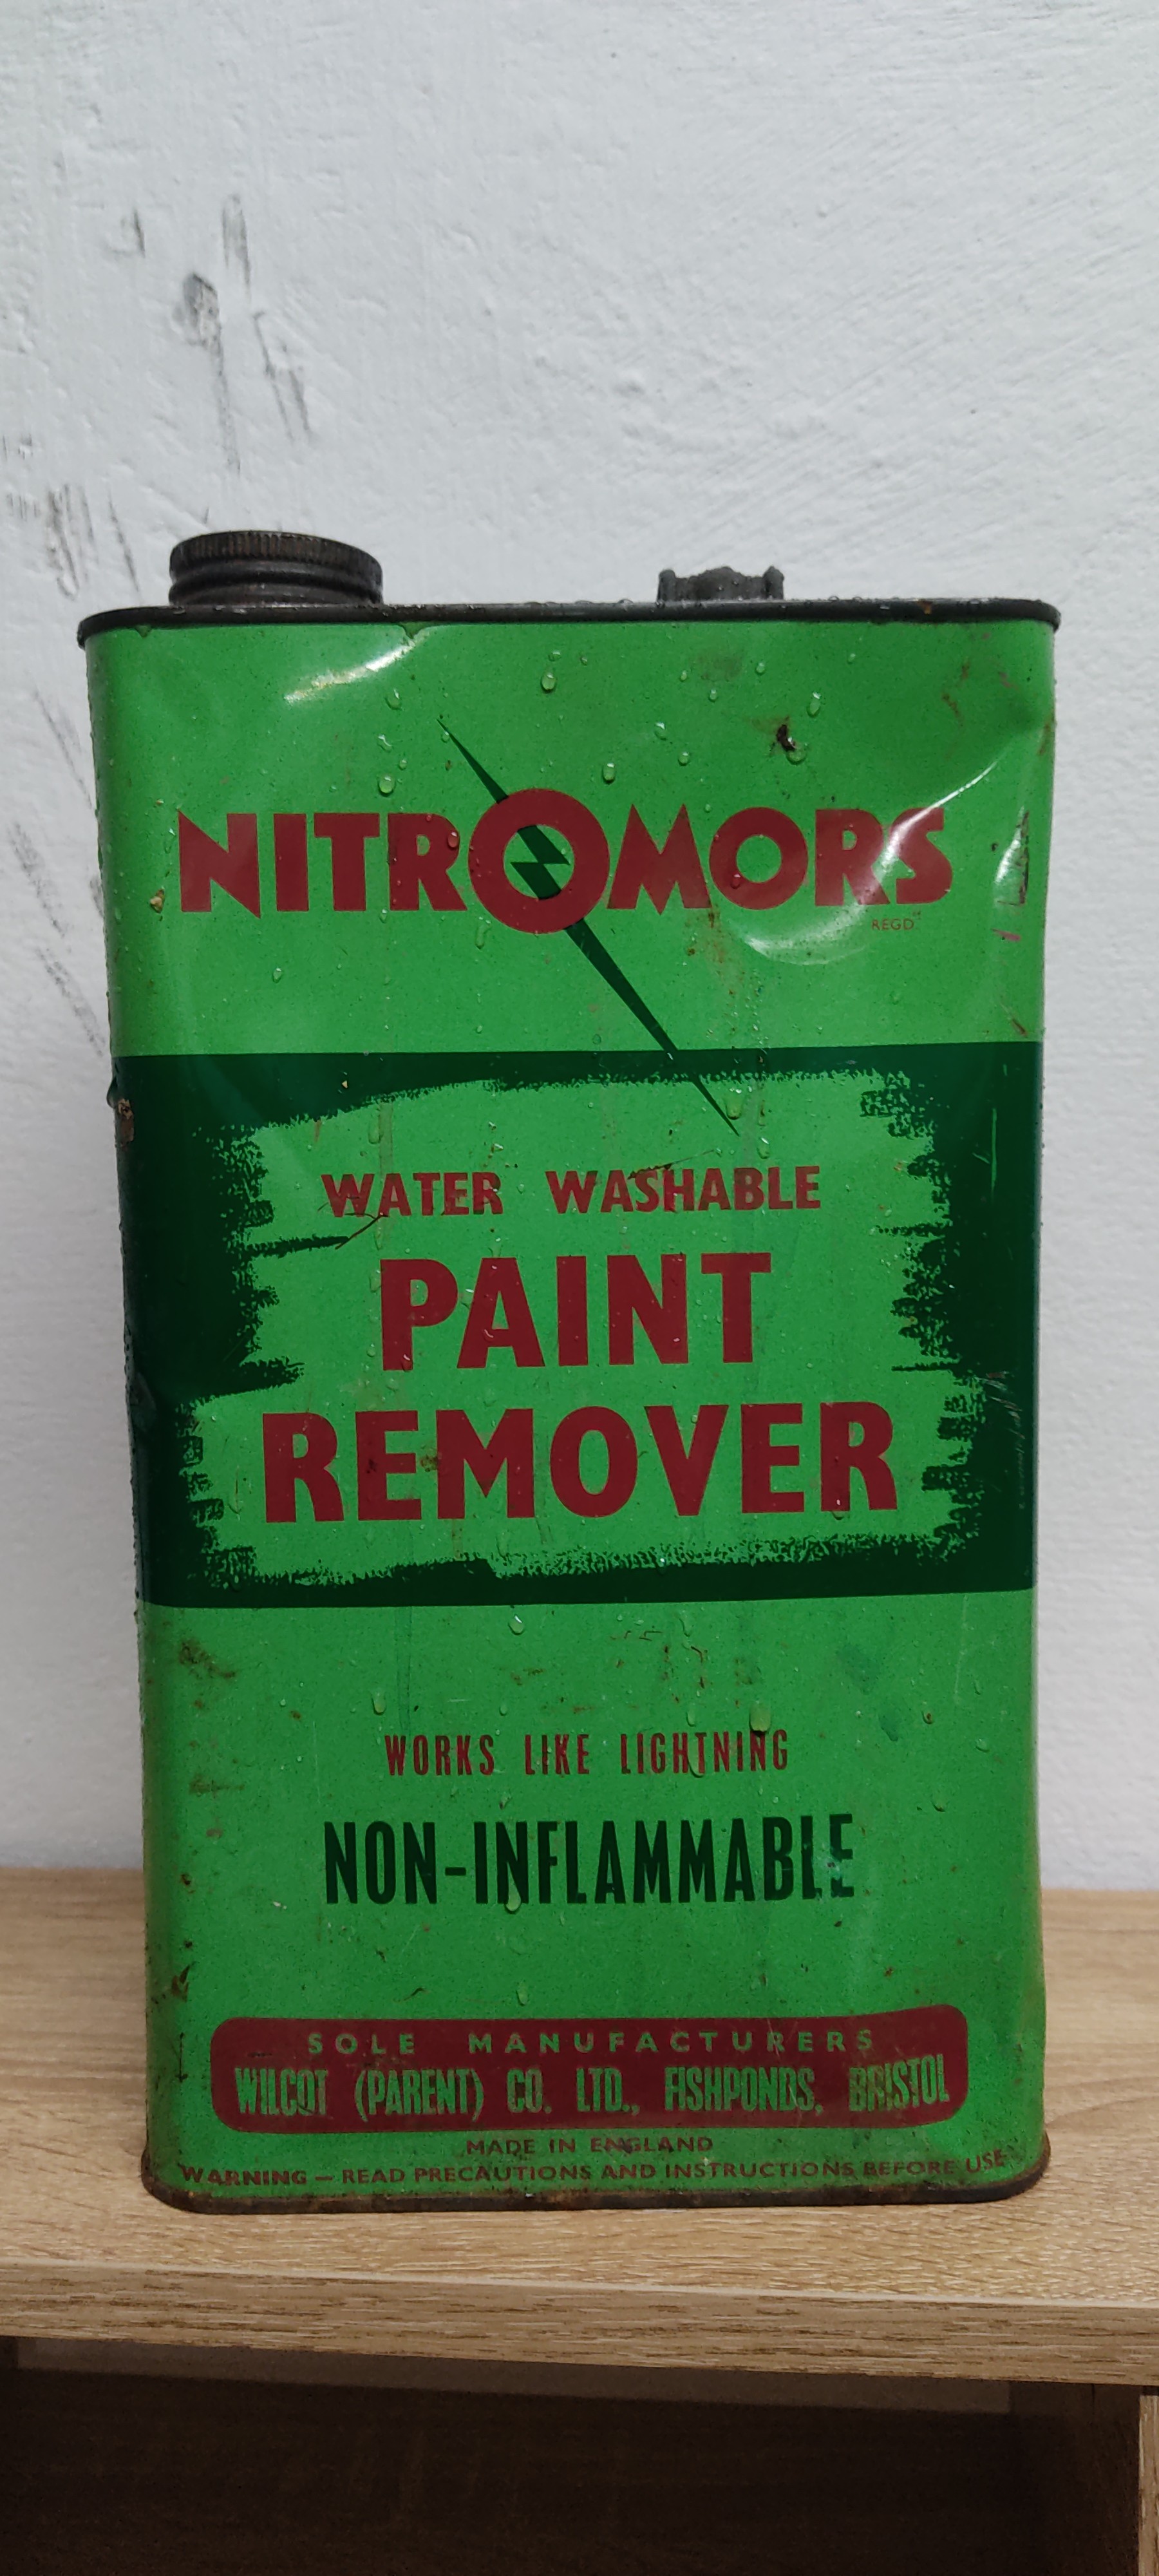 NITROMORS
REGD
WATER WASHABLE
PAINT
REMOVER
WORKS LIKE LIGHTNING
NON-INFLAMMABLE
SOLE MANUFACTURERS
WILCOT (PARENT) CO. LTD., FISHPONDS, BRISTOL
MADE IN ENGLAND
WARNING — READ PRECAUTIONS AND INSTRUCTIONS BEFORE USE